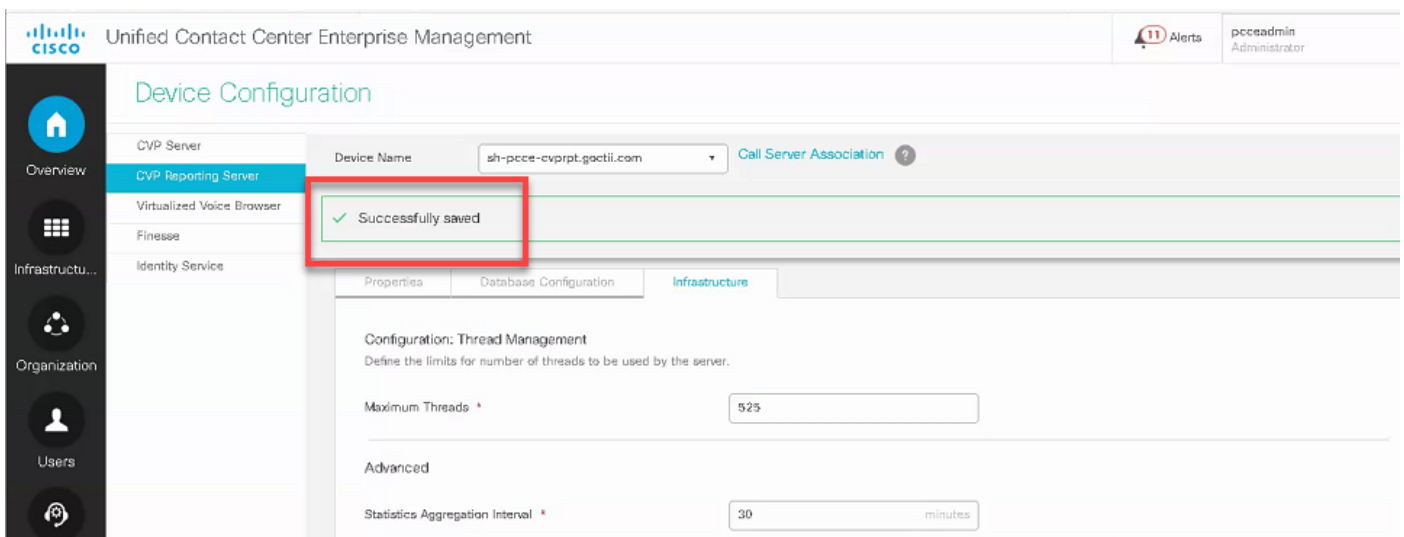 CISCO Unified Contact Center Enterprise Management
11 Alerts
pcceadmin
Administrator
Device Configuration
Overview
Infrastructu...
Organization
Users
CVP Server
CVP Reporting Server
Virtualized Voice Browser
Finesse
Identity Service
Device Name sh-pcce-cvprpt.goctii.com Call Server Association ?
Successfully saved
Properties Database Configuration Infrastructure
Configuration: Thread Management
Define the limits for number of threads to be used by the server.
Maximum Threads * 525
Advanced
Statistics Aggregation Interval * 30 minutes